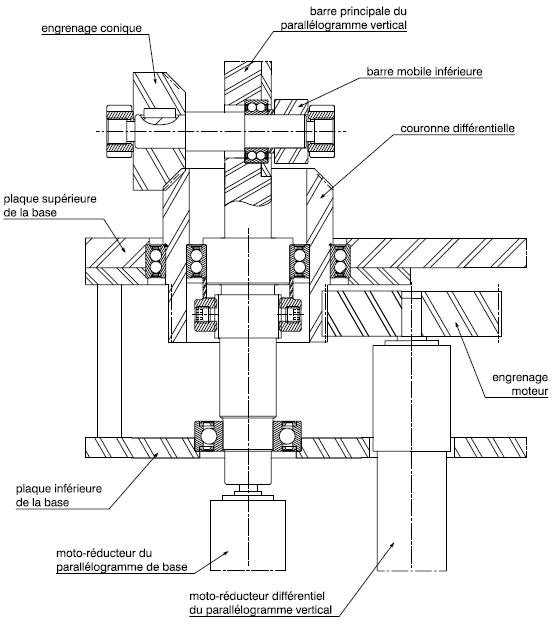 barre principale du
parallélogramme vertical
engrenage conique
barre mobile inférieure
couronne différentielle
plaque supérieure
de la base
engrenage
moteur
plaque inférieure
de la base
moto-réducteur du
parallélogramme de base
moto-réducteur différentiel
du parallélogramme vertical